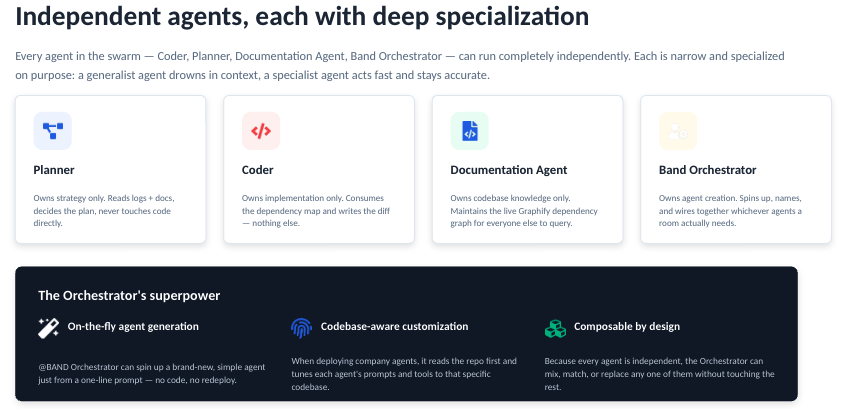 Independent agents, each with deep specialization
Every agent in the swarm — Coder, Planner, Documentation Agent, Band Orchestrator — can run completely independently. Each is narrow and specialized
on purpose: a generalist agent drowns in context, a specialist agent acts fast and stays accurate.
Planner
Owns strategy only. Reads logs + docs,
decides the plan, never touches code
directly.
Coder
Owns implementation only. Consumes
the dependency map and writes the diff
— nothing else.
Documentation Agent
Owns codebase knowledge only.
Maintains the live Graphify dependency
graph for everyone else to query.
Band Orchestrator
Owns agent creation. Spins up, names,
and wires together whichever agents a
room actually needs.
The Orchestrator's superpower
On-the-fly agent generation
@BAND Orchestrator can spin up a brand-new, simple agent
just from a one-line prompt — no code, no redeploy.
Codebase-aware customization
When deploying company agents, it reads the repo first and
tunes each agent's prompts and tools to that specific
codebase.
Composable by design
Because every agent is independent, the Orchestrator can
mix, match, or replace any one of them without touching the
rest.